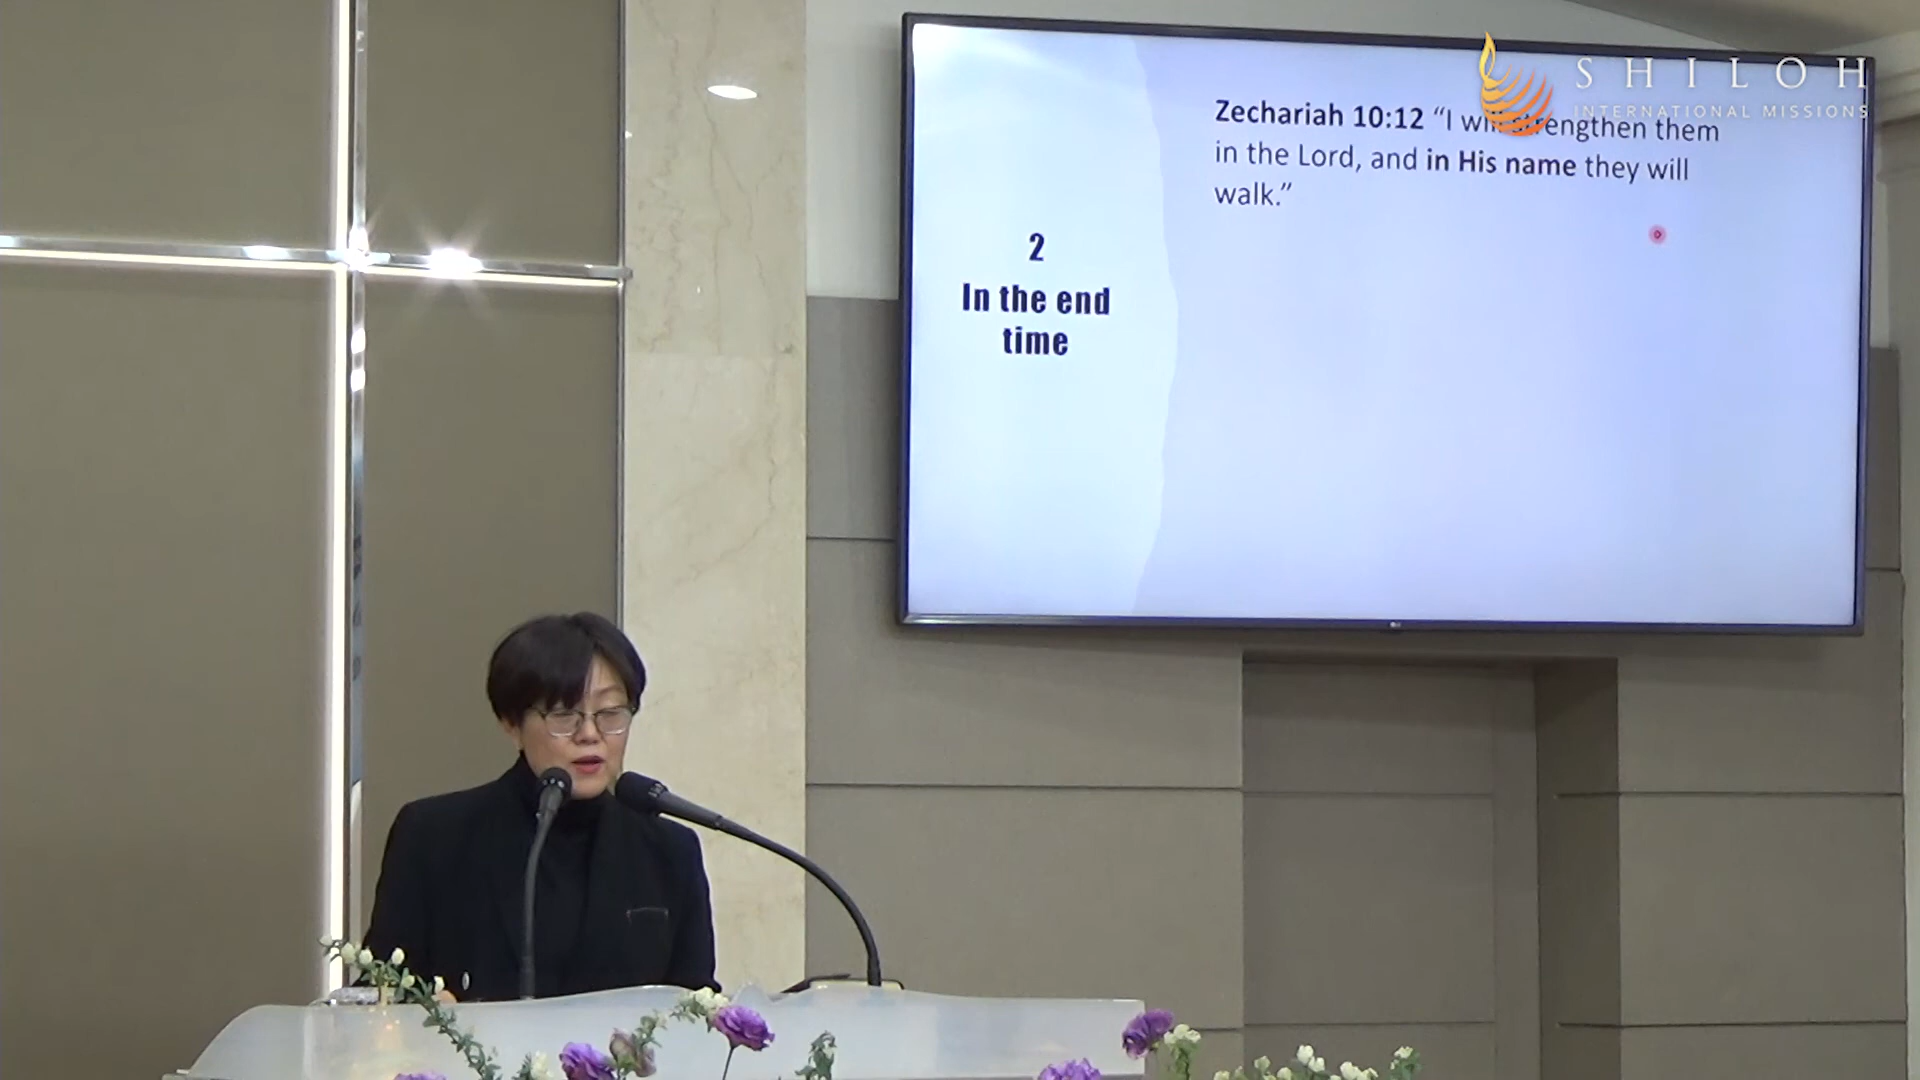 SHILOH
INTERNATIONAL MISSIONS
Zechariah 10:12 “I will strengthen them
in the Lord, and in His name they will
walk.”
2
In the end
time